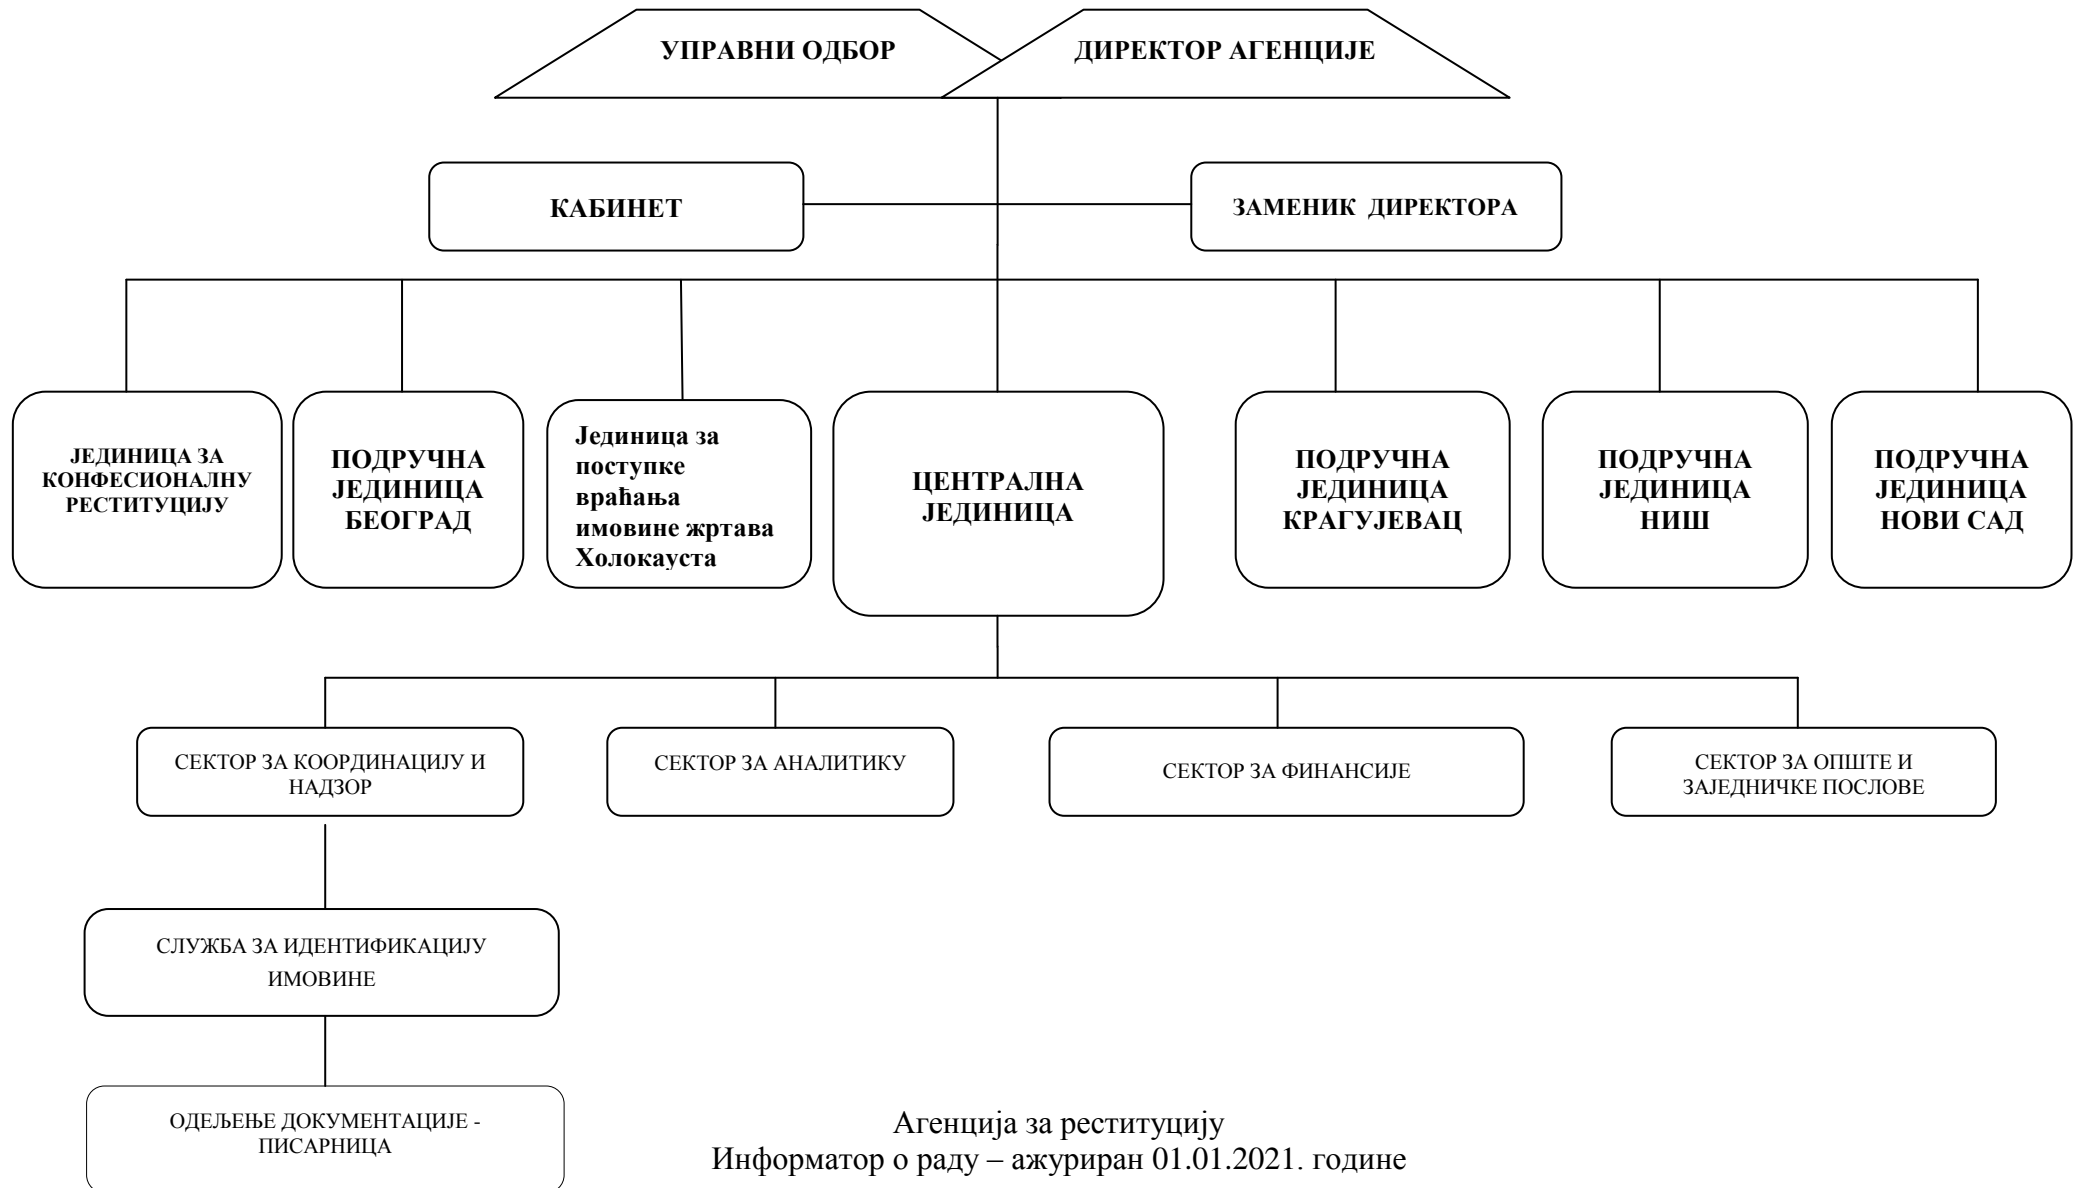 УПРАВНИ ОДБОР
ДИРЕКТОР АГЕНЦИЈЕ
КАБИНЕТ
ЗАМЕНИК ДИРЕКТОРА
ЈЕДИНИЦА ЗА
КОНФЕСИОНАЛНУ
РЕСТИТУЦИЈУ
ПОДРУЧНА
ЈЕДИНИЦА
БЕОГРАД
Јединица за
поступке
враћања
имовине жртава
Холокауста
ЦЕНТРАЛНА
ЈЕДИНИЦА
ПОДРУЧНА
ЈЕДИНИЦА
КРАГУЈЕВАЦ
ПОДРУЧНА
ЈЕДИНИЦА
НИШ
ПОДРУЧНА
ЈЕДИНИЦА
НОВИ САД
СЕКТОР ЗА КООРДИНАЦИЈУ И
НАДЗОР
СЕКТОР ЗА АНАЛИТИКУ
СЕКТОР ЗА ФИНАНСИЈЕ
СЕКТОР ЗА ОПШТЕ И
ЗАЈЕДНИЧКЕ ПОСЛОВЕ
СЛУЖБА ЗА ИДЕНТИФИКАЦИЈУ
ИМОВИНЕ
ОДЕЉЕЊЕ ДОКУМЕНТАЦИЈЕ -
ПИСАРНИЦА
Агенција за реституцију
Информатор о раду – ажуриран 01.01.2021. године